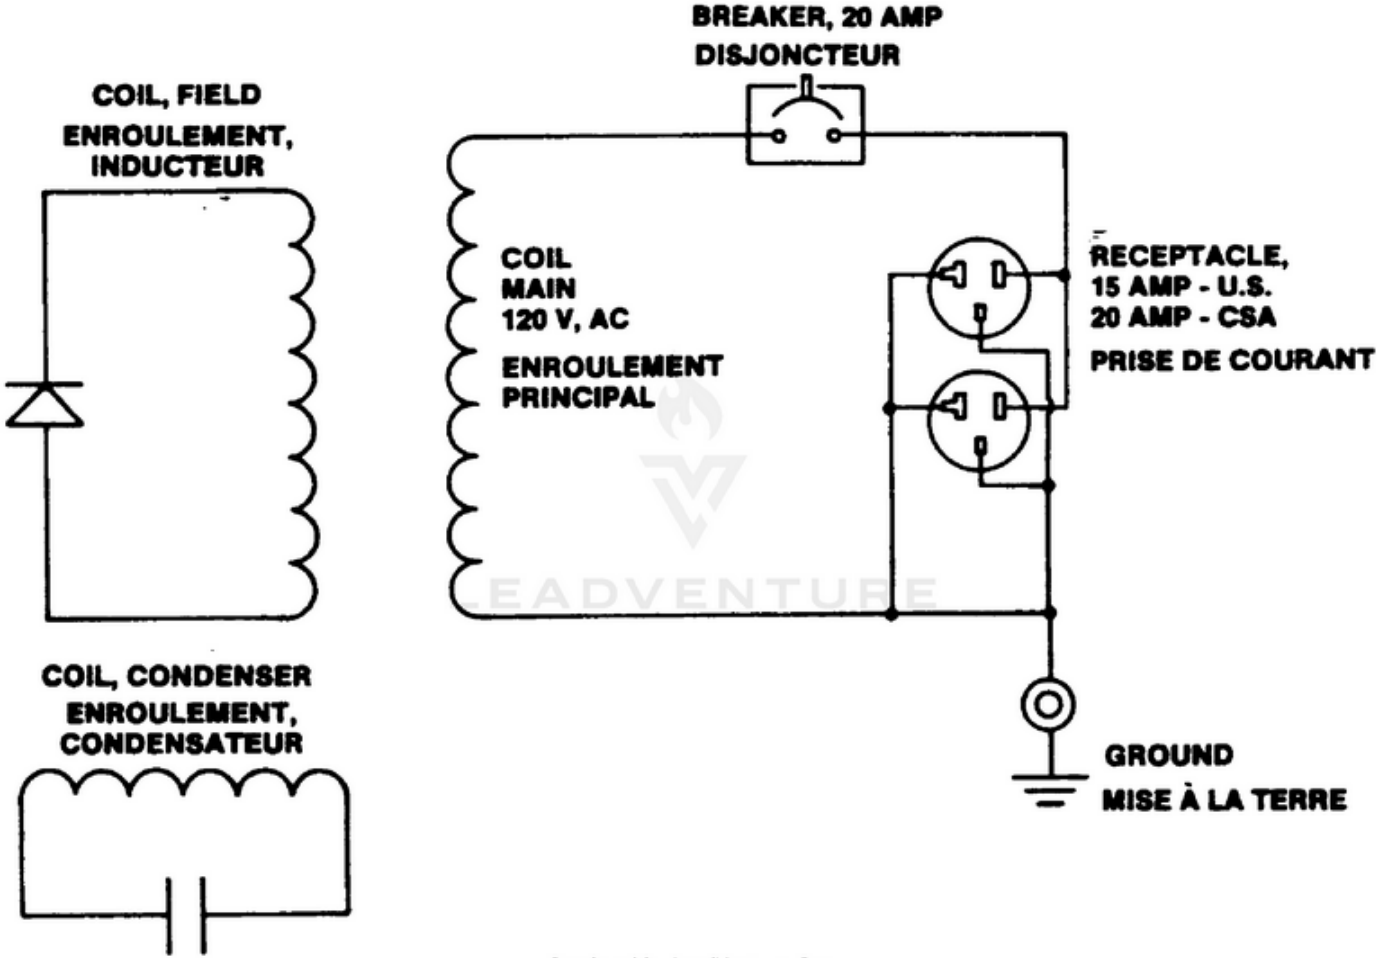 BREAKER, 20 AMP
DISJONCTEUR
COIL, FIELD
ENROULEMENT,
INDUCTEUR
COIL
MAIN
120 V, AC
ENROULEMENT
PRINCIPAL
RECEPTACLE,
15 AMP - U.S.
20 AMP - CSA
PRISE DE COURANT
LEADVENTURE
COIL, CONDENSER
ENROULEMENT,
CONDENSATEUR
GROUND
MISE À LA TERRE